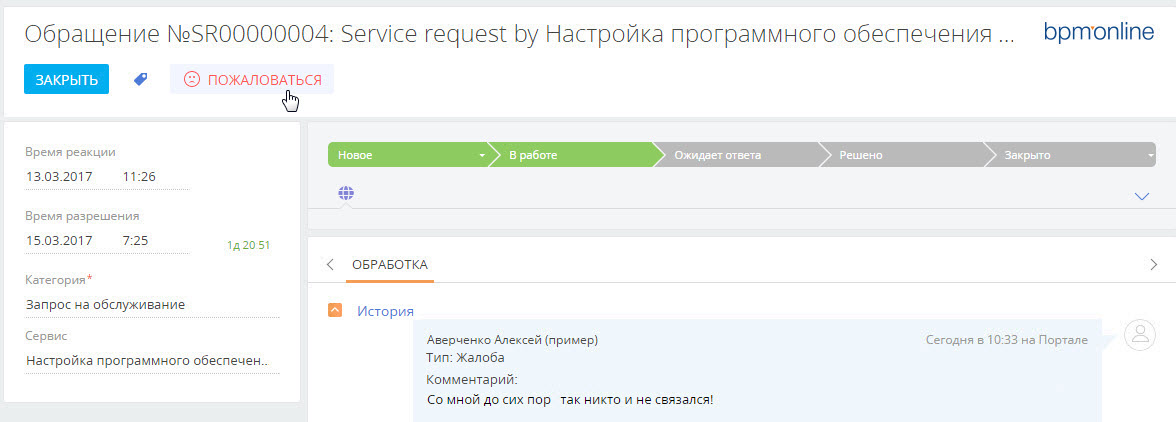 Обращение №SR00000004: Service request by Настройка программного обеспечения ...
bpm'online
ЗАКРЫТЬ
ПОЖАЛОВАТЬСЯ
Время реакции
13.03.2017 11:26
Время разрешения
15.03.2017 7:25 1д 20 51
Категория*
Запрос на обслуживание
Сервис
Настройка программного обеспечен..
Новое В работе Ожидает ответа Решено Закрыто
ОБРАБОТКА
История
Аверченко Алексей (пример) Сегодня в 10:33 на Портале
Тип: Жалоба
Комментарий:
Со мной до сих пор так никто и не связался!